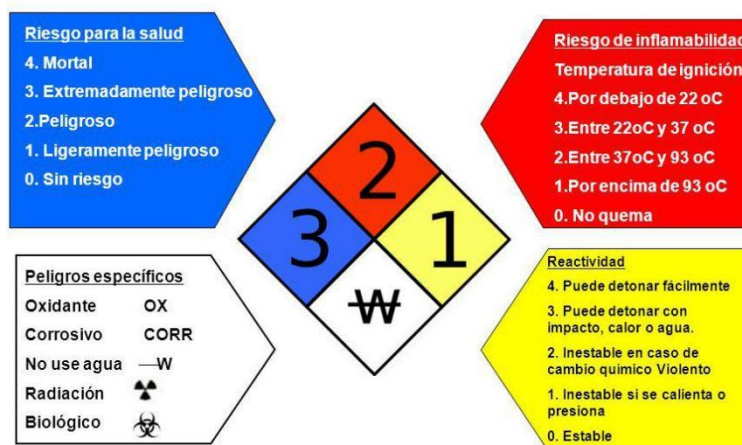 Riesgo para la salud
4. Mortal
3. Extremadamente peligroso
2.Peligroso
1. Ligeramente peligroso
0. Sin riesgo
Riesgo de inflamabilidad
Temperatura de ignición
4.Por debajo de 22 oC
3.Entre 22oC y 37 oC
2.Entre 37oC y 93 oC
1.Por encima de 93 oC
0. No quema
2
3
1
W
Peligros específicos
Oxidante OX
Corrosivo CORR
No use agua —W
Radiación
Biológico
Reactividad
4. Puede detonar fácilmente
3. Puede detonar con
impacto, calor o agua.
2. Inestable en caso de
cambio quimico Violento
1. Inestable si se calienta o
presiona
0. Estable